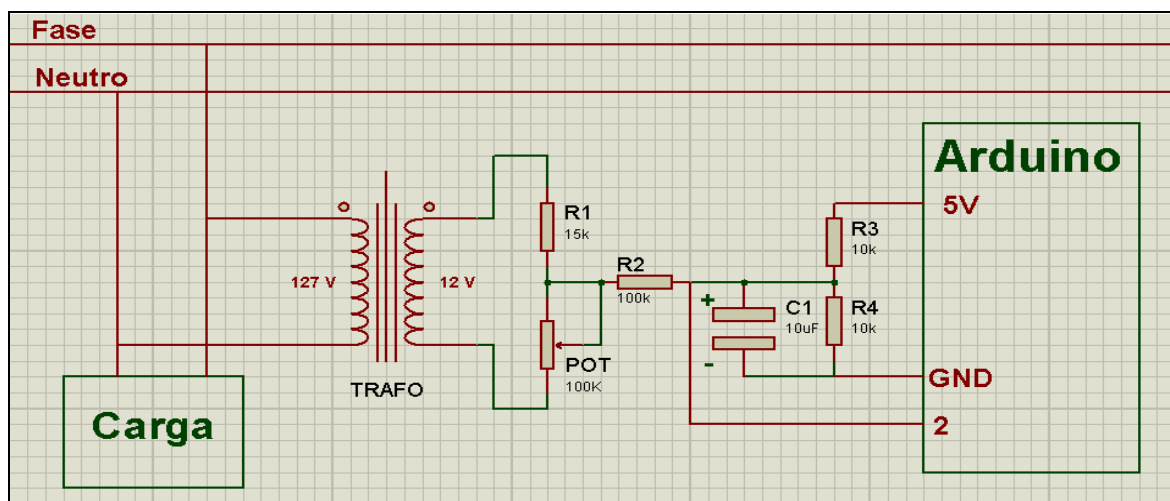 Fase
Neutro
Arduino
5V
R1
15k
R3
10k
R2
100k
127 V
12 V
C1
10uF
+
-
R4
10k
POT
100K
TRAFO
GND
2
Carga